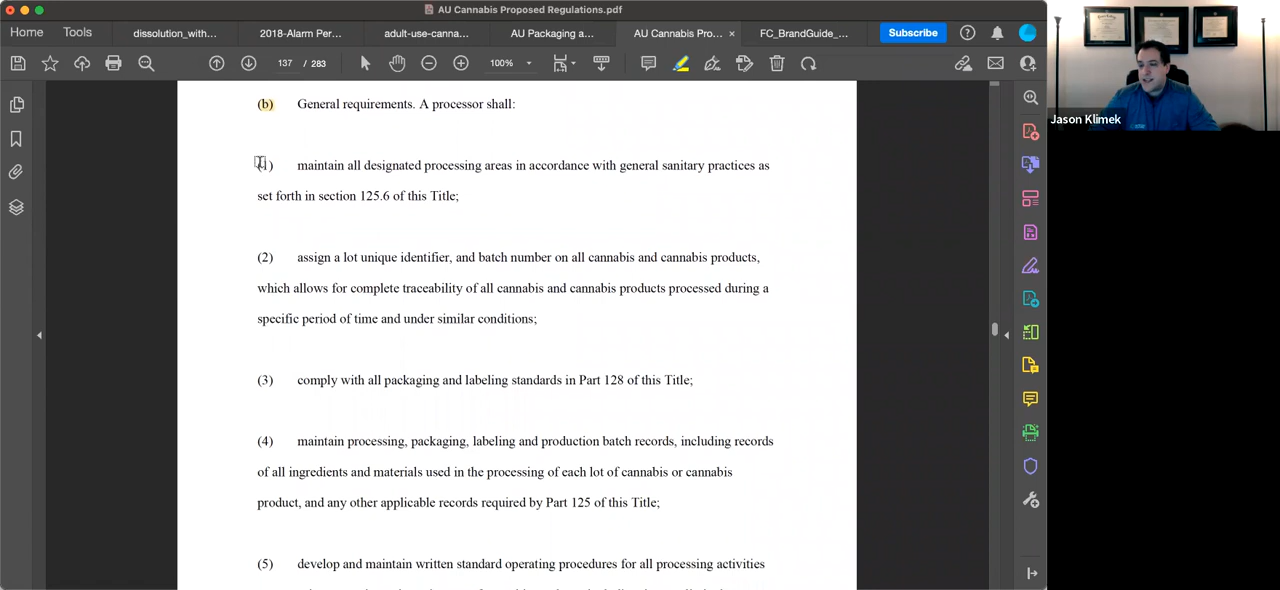 AU Cannabis Proposed Regulations.pdf
Home Tools dissolution_with... 2018-Alarm Per... adult-use-canna... AU Packaging a... AU Cannabis Pro... × FC_BrandGuide_... Subscribe
137 / 283 100%
Jason Klimek
(b) General requirements. A processor shall:
(1) maintain all designated processing areas in accordance with general sanitary practices as
set forth in section 125.6 of this Title;
(2) assign a lot unique identifier, and batch number on all cannabis and cannabis products,
which allows for complete traceability of all cannabis and cannabis products processed during a
specific period of time and under similar conditions;
(3) comply with all packaging and labeling standards in Part 128 of this Title;
(4) maintain processing, packaging, labeling and production batch records, including records
of all ingredients and materials used in the processing of each lot of cannabis or cannabis
product, and any other applicable records required by Part 125 of this Title;
(5) develop and maintain written standard operating procedures for all processing activities